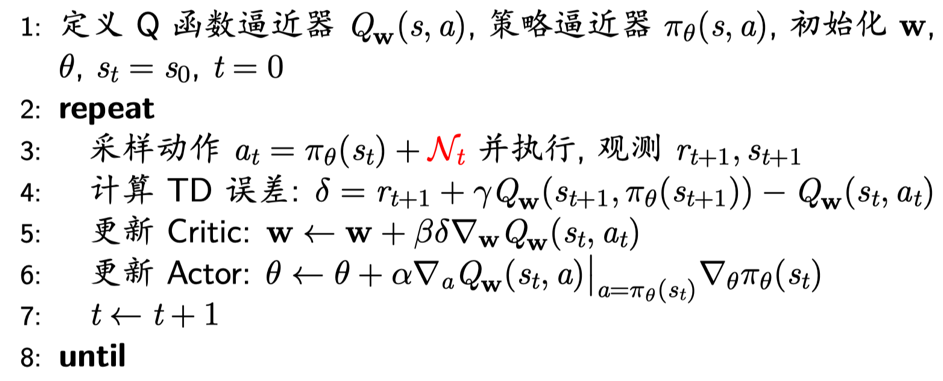 1: 定义 Q 函数逼近器 $Q_{\mathbf{w}}(s, a)$, 策略逼近器 $\pi_\theta(s, a)$, 初始化 $\mathbf{w}$,
$\theta$, $s_t = s_0$, $t = 0$
2: repeat
3: 采样动作 $a_t = \pi_\theta(s_t) + \mathcal{N}_t$ 并执行, 观测 $r_{t+1}, s_{t+1}$
4: 计算 TD 误差: $\delta = r_{t+1} + \gamma Q_{\mathbf{w}}(s_{t+1}, \pi_\theta(s_{t+1})) - Q_{\mathbf{w}}(s_t, a_t)$
5: 更新 Critic: $\mathbf{w} \leftarrow \mathbf{w} + \beta\delta\nabla_{\mathbf{w}} Q_{\mathbf{w}}(s_t, a_t)$
6: 更新 Actor: $\theta \leftarrow \theta + \alpha\nabla_a Q_{\mathbf{w}}(s_t, a)\big|_{a=\pi_\theta(s_t)} \nabla_\theta \pi_\theta(s_t)$
7: $t \leftarrow t + 1$
8: until